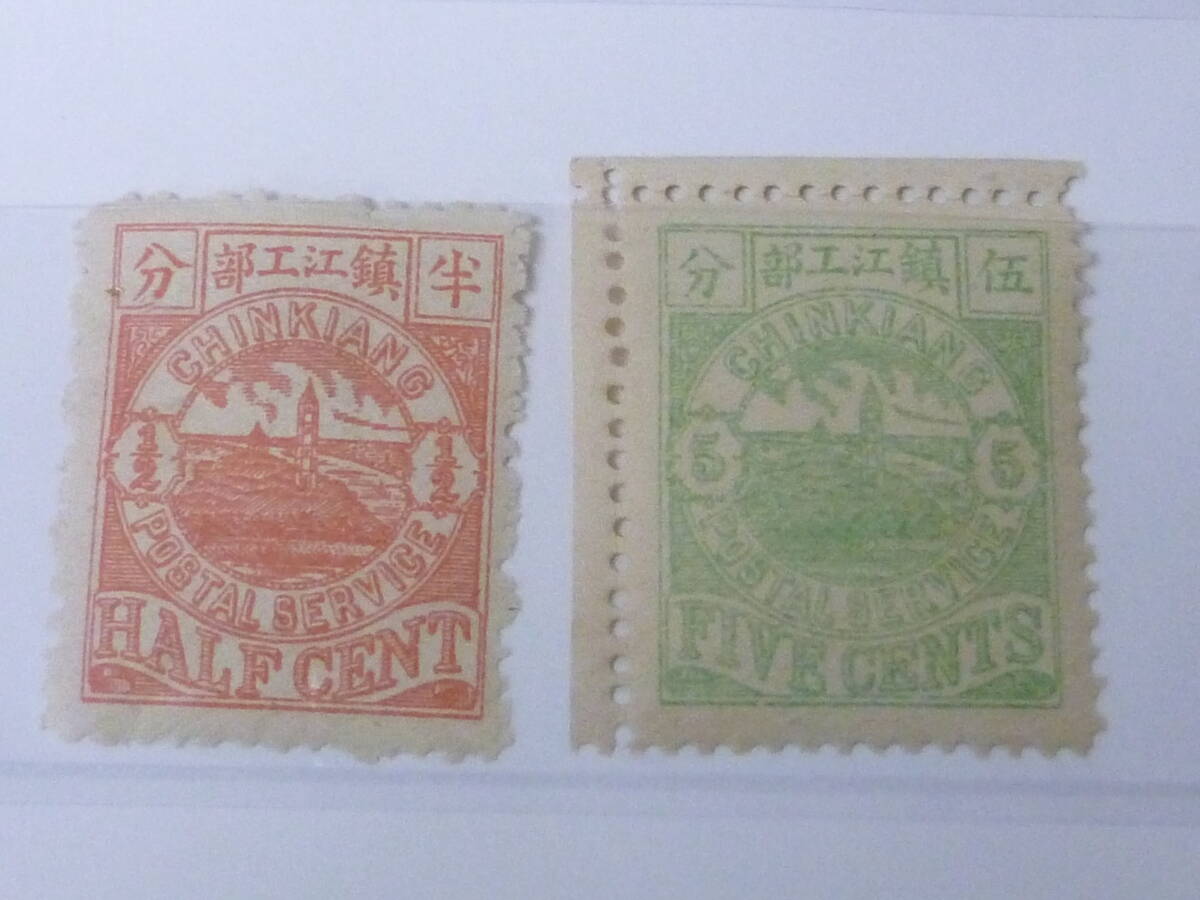 分 部工江鎮 半
CHINKIANG
1/2 1/2
POSTAL SERVICE
HALF CENT
分 部工江鎮 伍
CHINKIANG
5 5
POSTAL SERVICE
FIVE CENTS